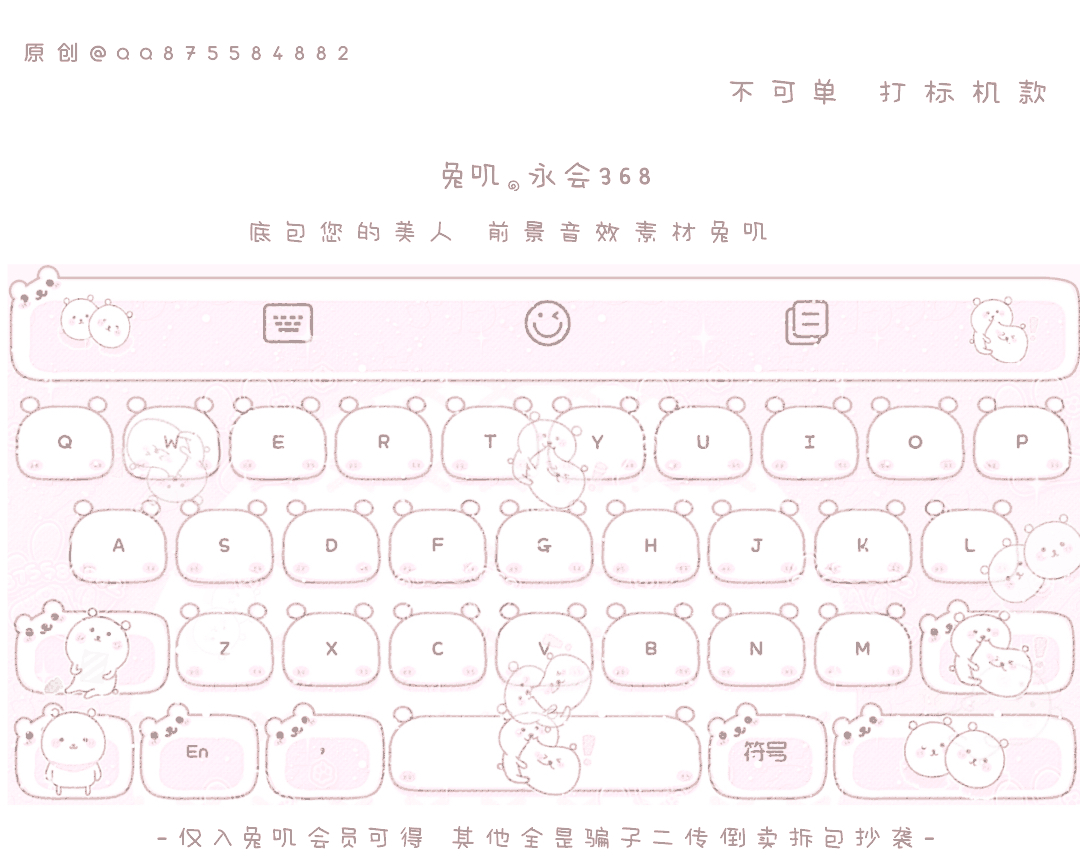 原创@QQ875584882
不可单 打标机款
兔叽。永会368
底包您的美人 前景音效素材兔叽
Q W E R T Y U I O P
A S D F G H J K L
Z X C V B N M
En , 符号
-仅入兔叽会员可得 其他全是骗子二传倒卖拆包抄袭-